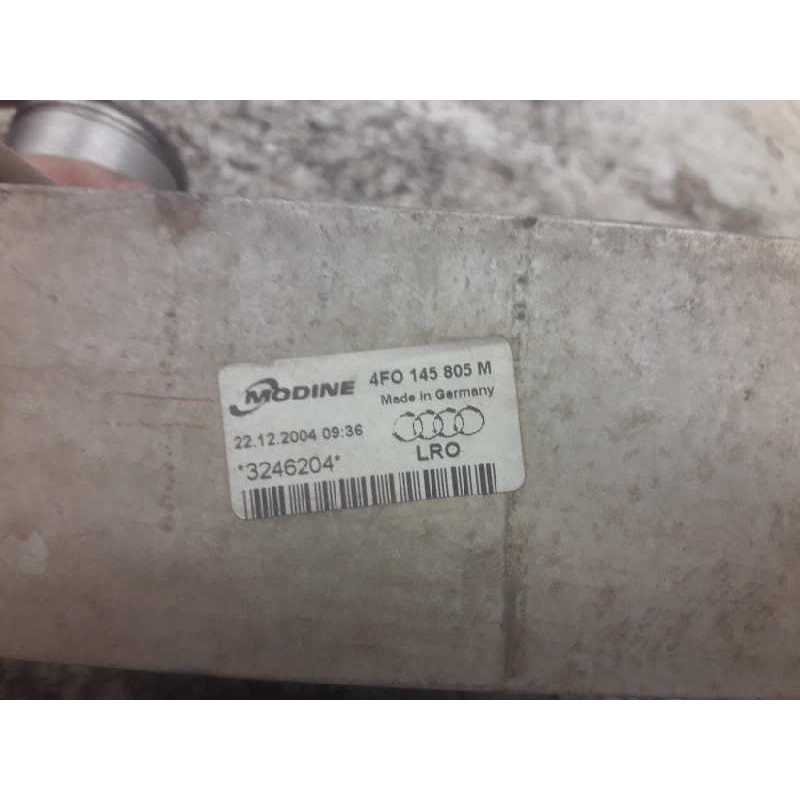 MODINE 4FO 145 805 M
Made in Germany
22.12.2004 09:36
LRO
*3246204*